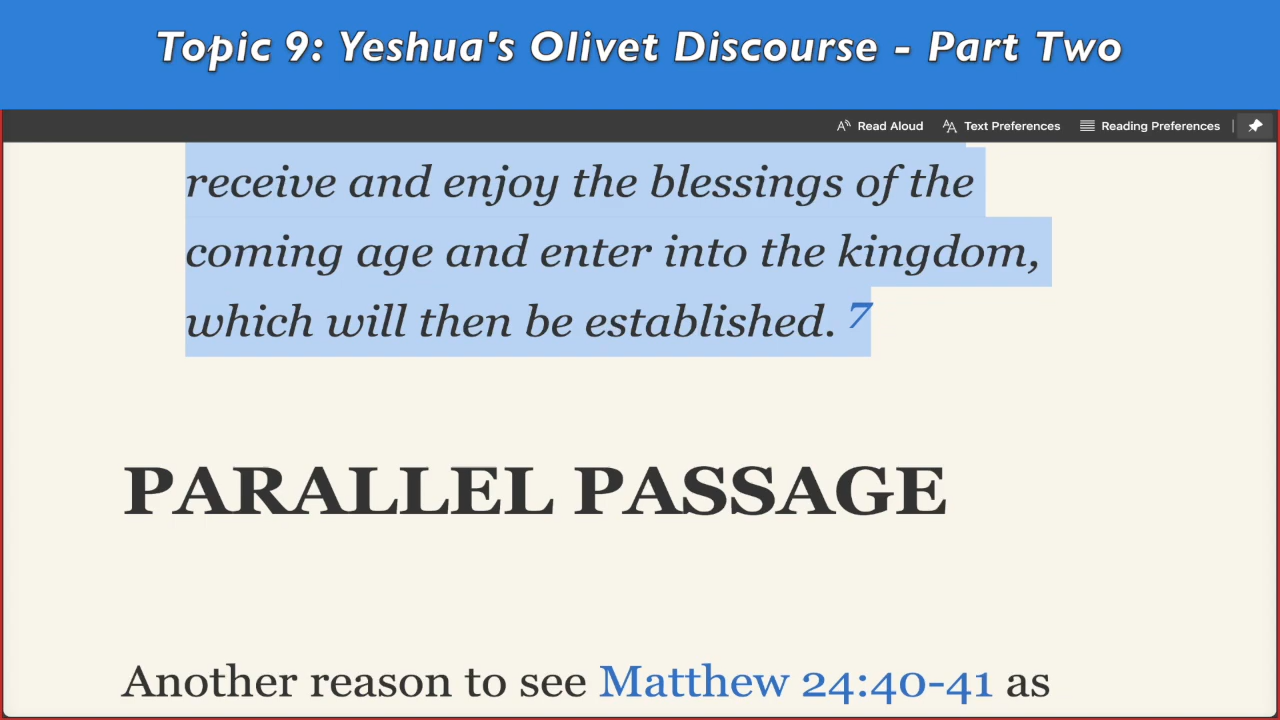 Topic 9: Yeshua's Olivet Discourse - Part Two
Read Aloud Text Preferences Reading Preferences
receive and enjoy the blessings of the
coming age and enter into the kingdom,
which will then be established. 7
PARALLEL PASSAGE
Another reason to see Matthew 24:40-41 as